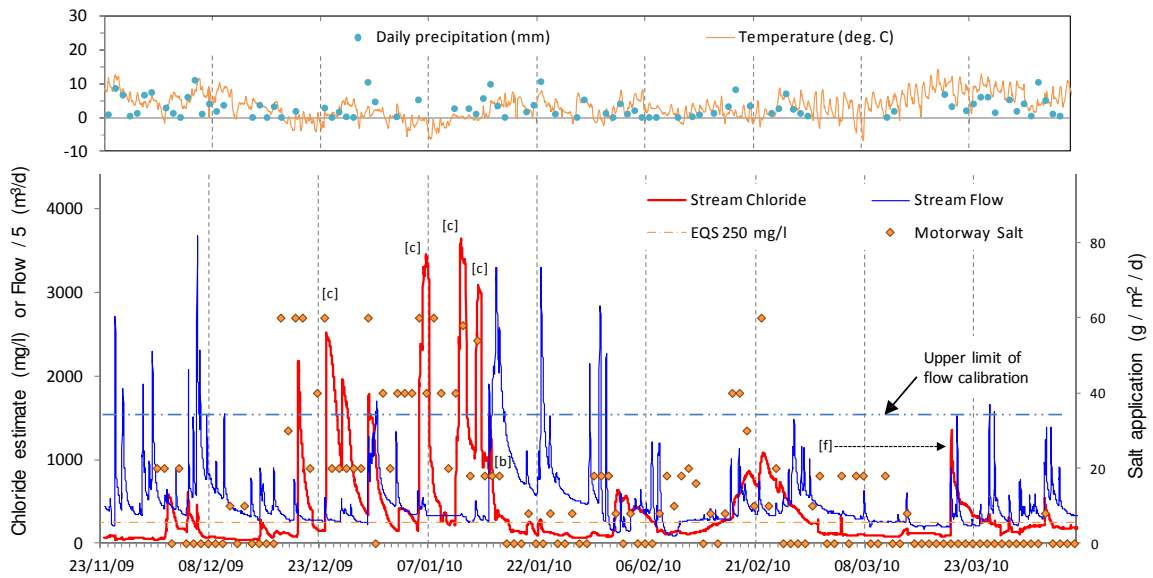 30
20
10
0
-10
Daily precipitation (mm)
Temperature (deg. C)
Chloride estimate (mg/l) or Flow / 5 (m³/d)
4000
3000
2000
1000
0
Stream Chloride
Stream Flow
EQS 250 mg/l
Motorway Salt
[c]
[c]
[c]
[c]
[b]
[f]
Upper limit of
flow calibration
80
60
40
20
0
Salt application (g / m² / d)
23/11/09 08/12/09 23/12/09 07/01/10 22/01/10 06/02/10 21/02/10 08/03/10 23/03/10